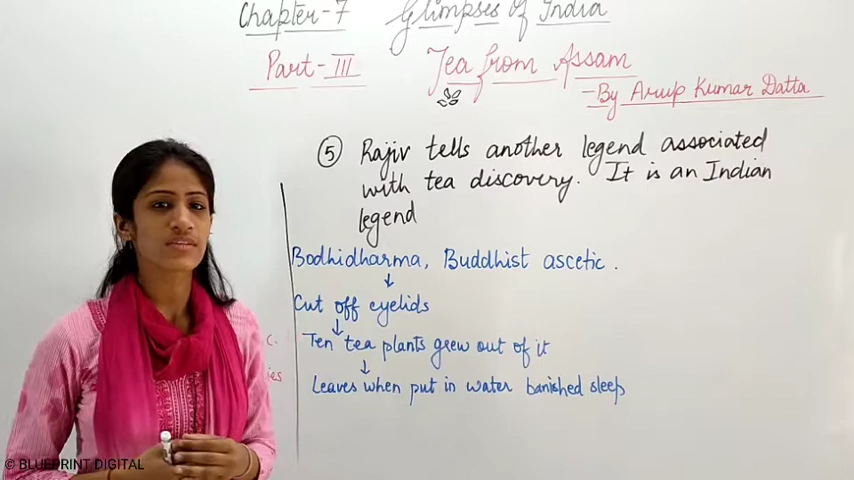 Chapter-7 Glimpses of India
Part-III Tea from Assam
-By Arup Kumar Datta
5 Rajiv tells another legend associated
with tea discovery. It is an Indian
legend
Bodhidharma, Buddhist ascetic.
↓
Cut off eyelids
↓
Ten tea plants grew out of it
↓
Leaves when put in water banished sleep
© BLUEPRINT DIGITAL